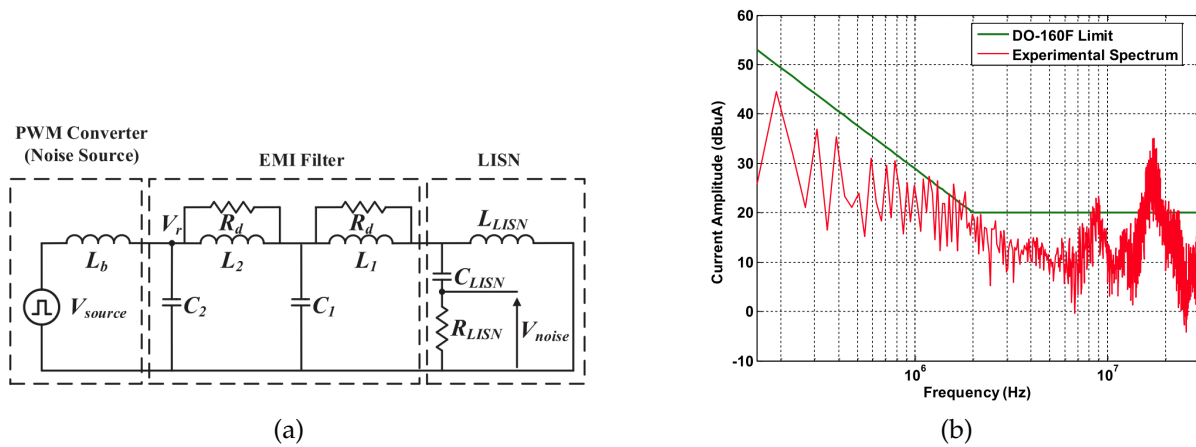 PWM Converter
(Noise Source)
EMI Filter
LISN
V_r
R_d
R_d
L_LISN
L_b
L_2
L_1
C_LISN
V_source
C_2
C_1
R_LISN
V_noise
(a)
60
50
40
30
20
10
0
-10
Current Amplitude (dBuA)
DO-160F Limit
Experimental Spectrum
10^6
10^7
Frequency (Hz)
(b)